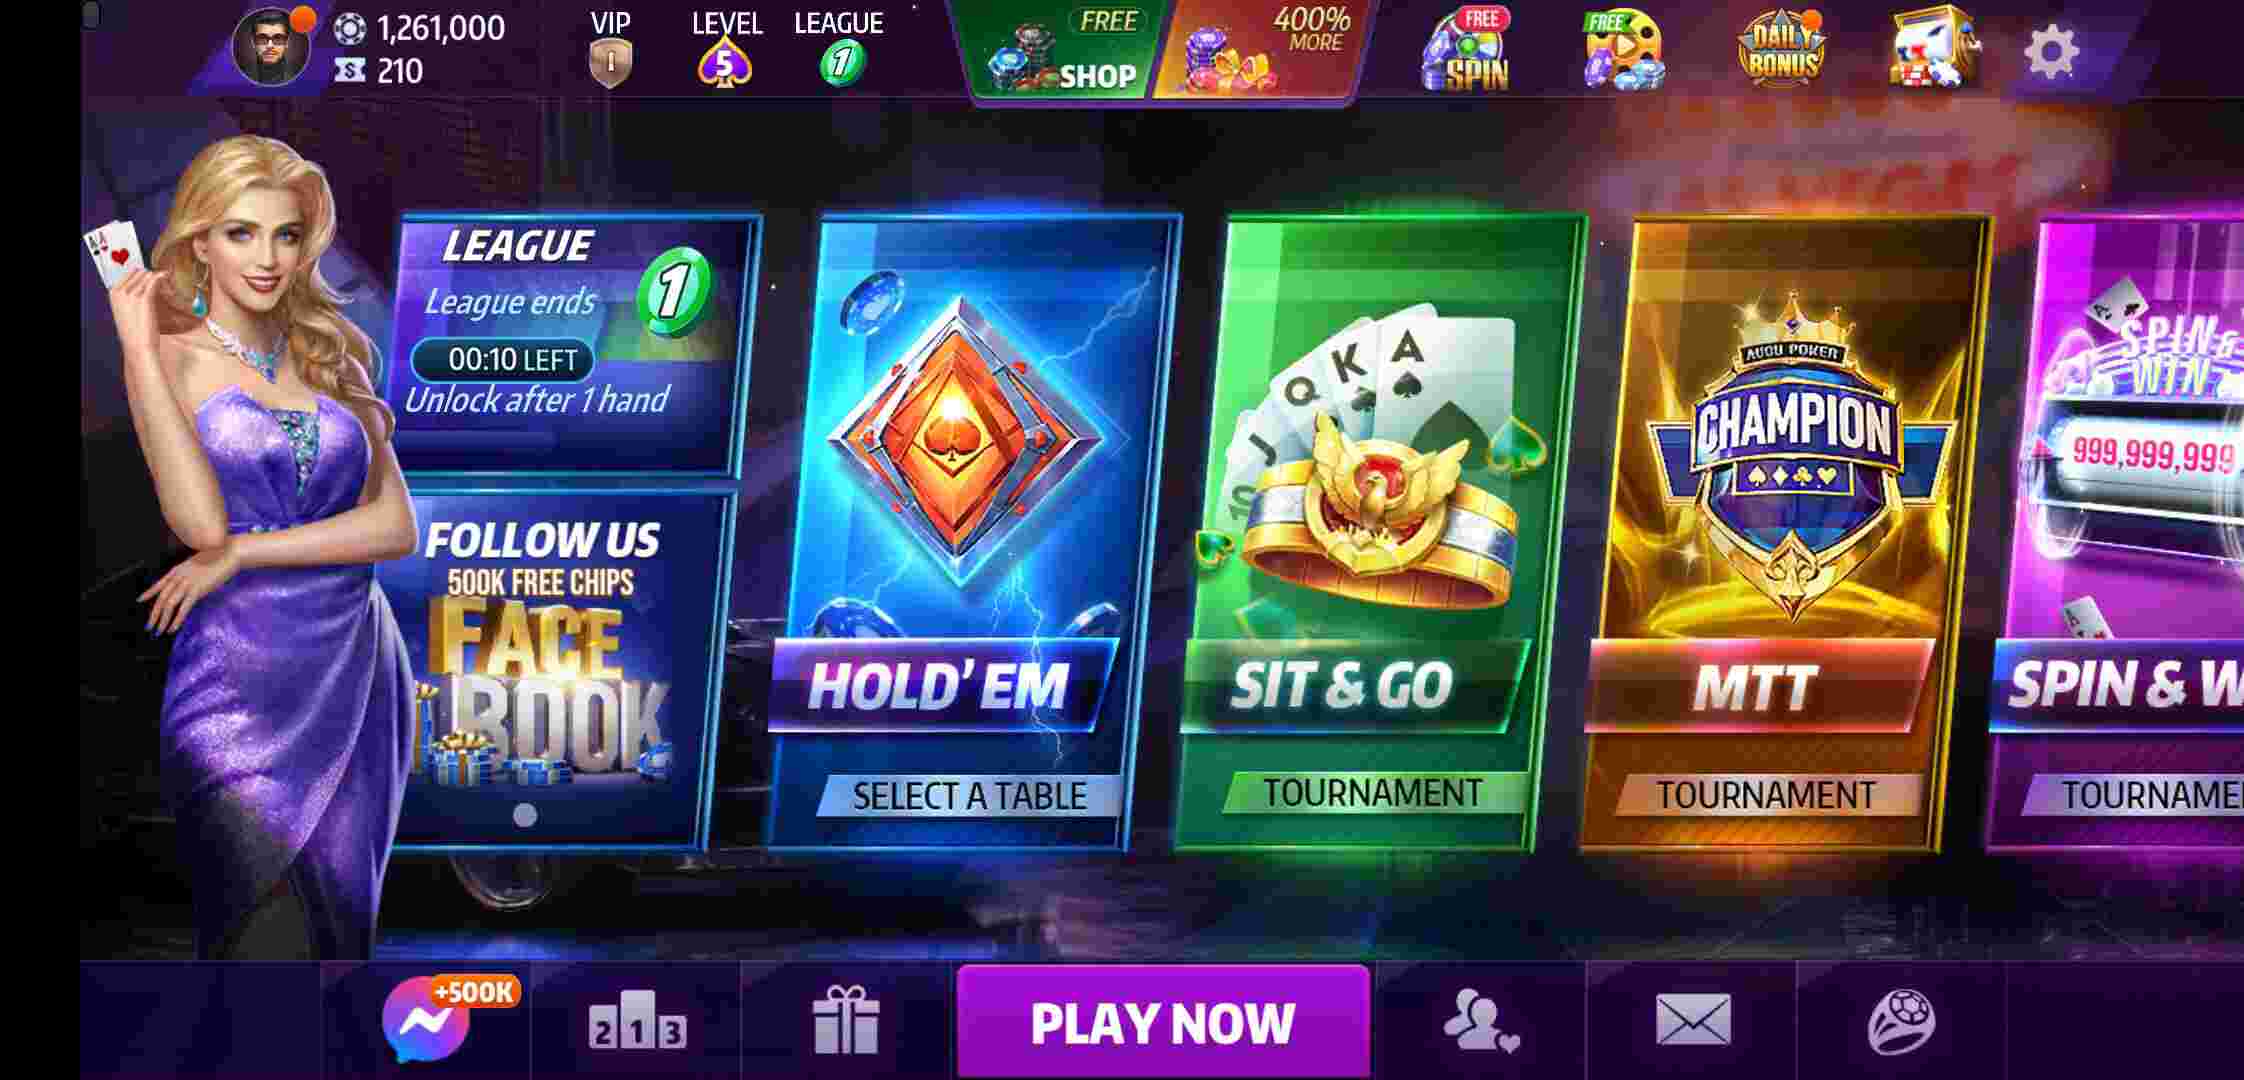 1,261,000
210
VIP
1
LEVEL
5
LEAGUE
1
FREE
SHOP
400%
MORE
FREE
SPIN
FREE
DAILY
BONUS
LEAGUE
League ends
1
00:10 LEFT
Unlock after 1 hand
FOLLOW US
500K FREE CHIPS
FACE
BOOK
HOLD'EM
SELECT A TABLE
10 J Q K A
SIT & GO
TOURNAMENT
CHAMPION
MTT
TOURNAMENT
SPIN&
WIN
999,999,999
SPIN & W
TOURNAME
+500K
2 1 3
PLAY NOW